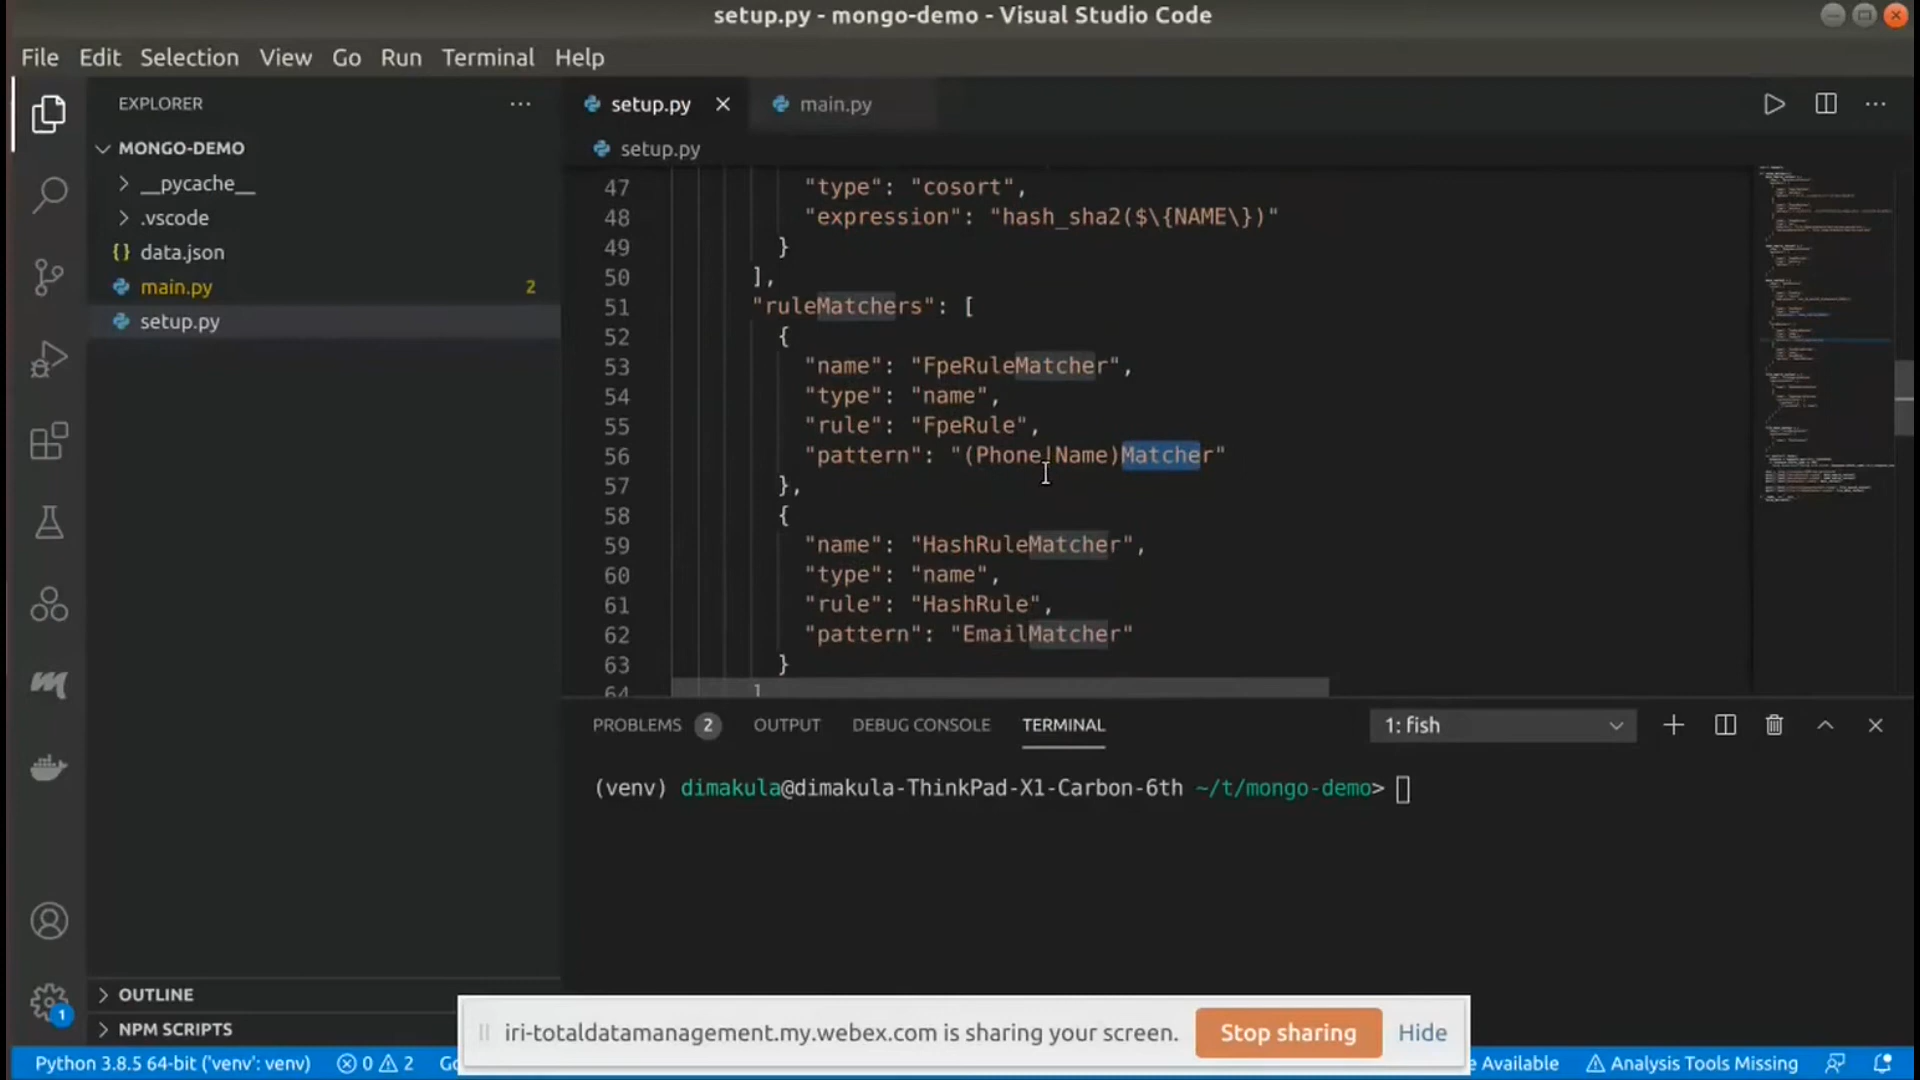 setup.py - mongo-demo - Visual Studio Code
File Edit Selection View Go Run Terminal Help
EXPLORER
MONGO-DEMO
__pycache__
.vscode
{} data.json
main.py 2
setup.py
OUTLINE
NPM SCRIPTS
setup.py main.py
setup.py
47 "type": "cosort",
48 "expression": "hash_sha2($\{NAME\})"
49 }
50 ],
51 "ruleMatchers": [
52 {
53 "name": "FpeRuleMatcher",
54 "type": "name",
55 "rule": "FpeRule",
56 "pattern": "(Phone|Name)Matcher"
57 },
58 {
59 "name": "HashRuleMatcher",
60 "type": "name",
61 "rule": "HashRule",
62 "pattern": "EmailMatcher"
63 }
64 ]
PROBLEMS 2 OUTPUT DEBUG CONSOLE TERMINAL 1: fish
(venv) dimakula@dimakula-ThinkPad-X1-Carbon-6th ~/t/mongo-demo>
1
iri-totaldatamanagement.my.webex.com is sharing your screen. Stop sharing Hide
Python 3.8.5 64-bit ('venv': venv) 0 2 Go Available Analysis Tools Missing